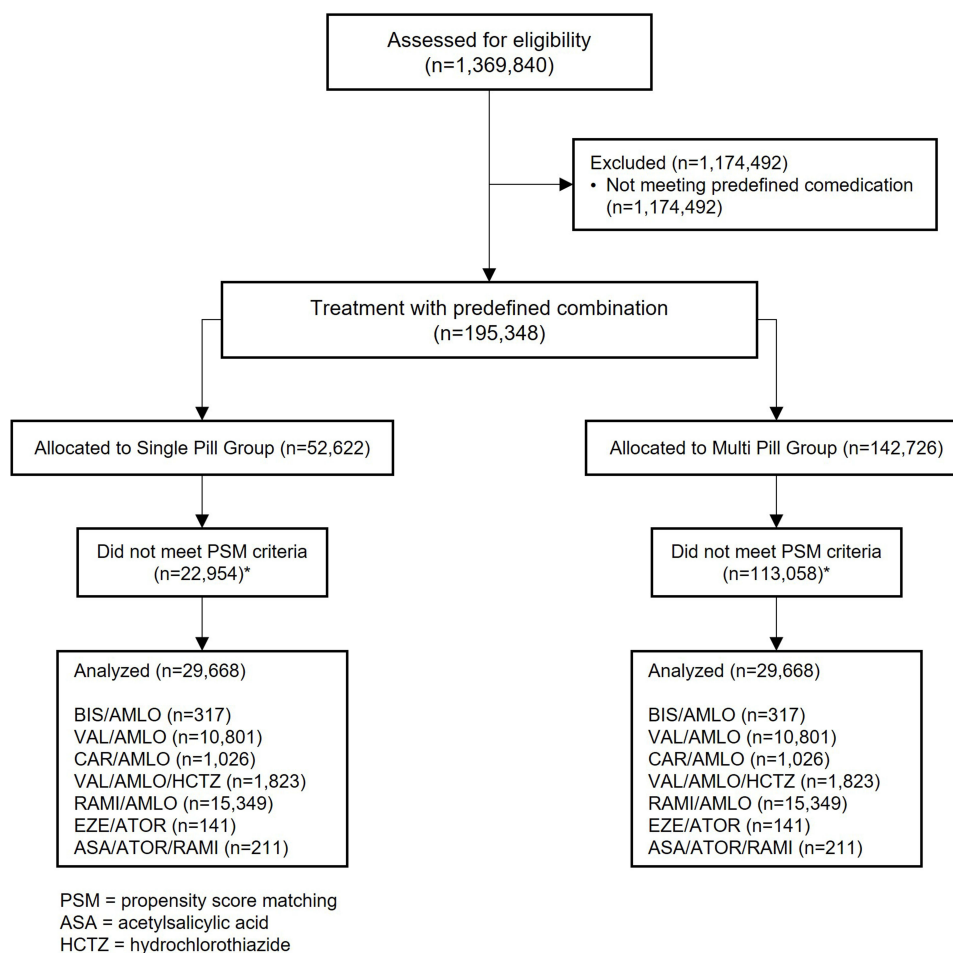 Assessed for eligibility
(n=1,369,840)
Excluded (n=1,174,492)
• Not meeting predefined comedication
(n=1,174,492)
Treatment with predefined combination
(n=195,348)
Allocated to Single Pill Group (n=52,622)
Allocated to Multi Pill Group (n=142,726)
Did not meet PSM criteria
(n=22,954)*
Did not meet PSM criteria
(n=113,058)*
Analyzed (n=29,668)
BIS/AMLO (n=317)
VAL/AMLO (n=10,801)
CAR/AMLO (n=1,026)
VAL/AMLO/HCTZ (n=1,823)
RAMI/AMLO (n=15,349)
EZE/ATOR (n=141)
ASA/ATOR/RAMI (n=211)
Analyzed (n=29,668)
BIS/AMLO (n=317)
VAL/AMLO (n=10,801)
CAR/AMLO (n=1,026)
VAL/AMLO/HCTZ (n=1,823)
RAMI/AMLO (n=15,349)
EZE/ATOR (n=141)
ASA/ATOR/RAMI (n=211)
PSM = propensity score matching
ASA = acetylsalicylic acid
HCTZ = hydrochlorothiazide